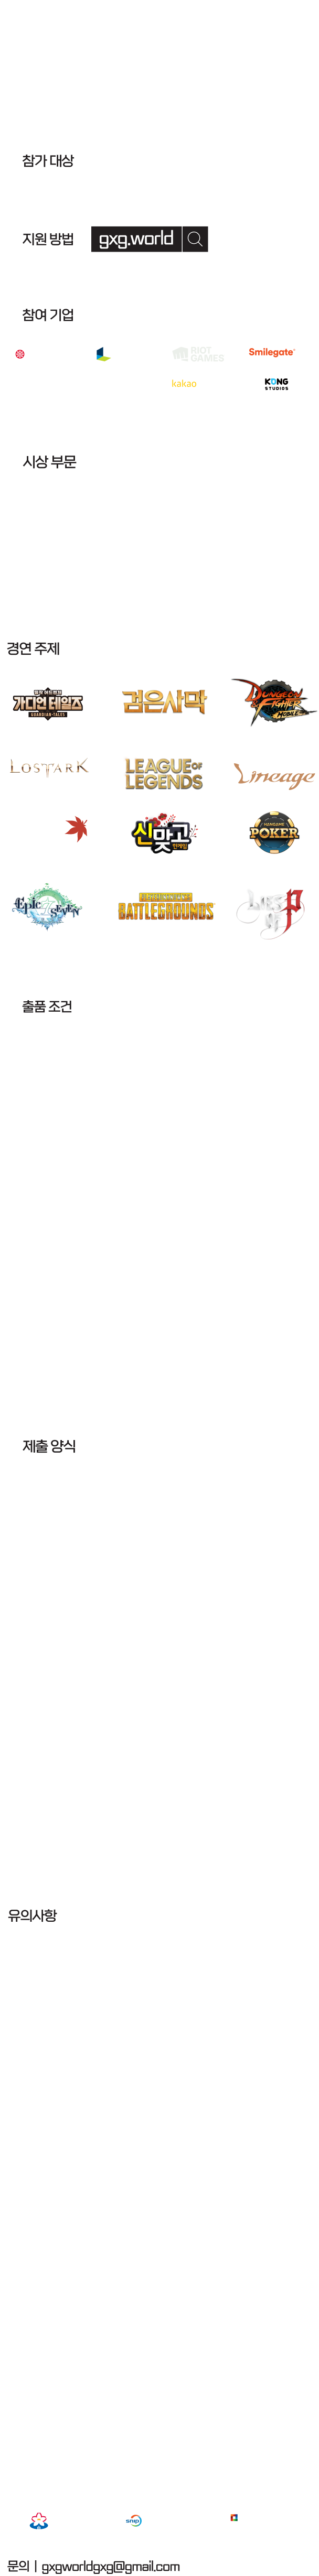 참가 대상
지원 방법
gxg.world
참여 기업
RIOT GAMES
Smilegate
kakao
KONG STUDIOS
시상 부문
경연 주제
가디언 테일즈
GUARDIAN TALES
검은사막
DUNGEON FIGHTER MOBILE
LOSTARK
LEAGUE OF LEGENDS
Lineage
신맞고
POKER
Epic SEVEN
BATTLEGROUNDS
LIES OF P
출품 조건
제출 양식
유의사항
snip
문의 | gxgworldgxg@gmail.com